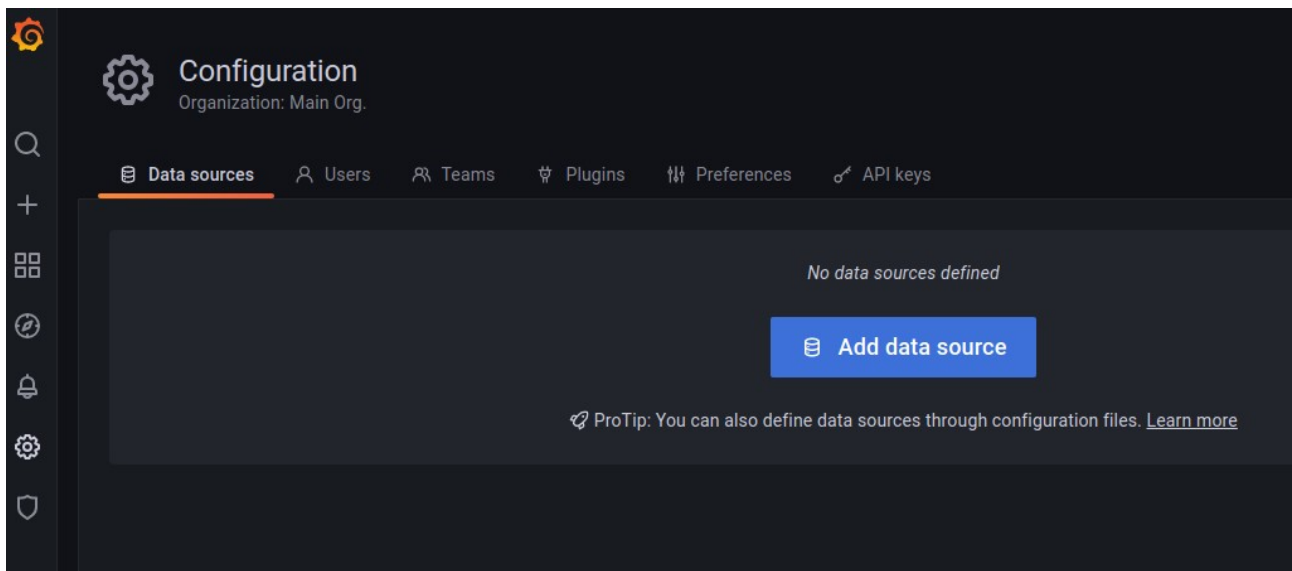 Configuration
Organization: Main Org.
Data sources Users Teams Plugins Preferences API keys
No data sources defined
Add data source
ProTip: You can also define data sources through configuration files. Learn more